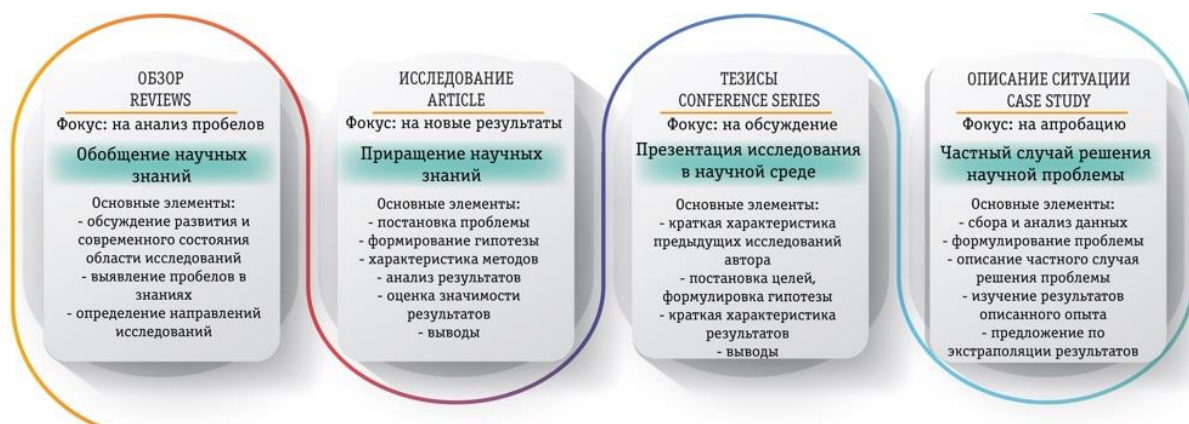 ОБЗОР
REVIEWS
Фокус: на анализ пробелов
Обобщение научных
знаний
Основные элементы:
- обсуждение развития и
современного состояния
области исследований
- выявление пробелов в
знаниях
- определение направлений
исследований
ИССЛЕДОВАНИЕ
ARTICLE
Фокус: на новые результаты
Приращение научных
знаний
Основные элементы:
- постановка проблемы
- формирование гипотезы
- характеристика методов
- анализ результатов
- оценка значимости
результатов
- выводы
ТЕЗИСЫ
CONFERENCE SERIES
Фокус: на обсуждение
Презентация исследования
в научной среде
Основные элементы:
- краткая характеристика
предыдущих исследований
автора
- постановка целей,
формулировка гипотезы
- краткая характеристика
результатов
- выводы
ОПИСАНИЕ СИТУАЦИИ
CASE STUDY
Фокус: на апробацию
Частный случай решения
научной проблемы
Основные элементы:
- сбора и анализ данных
- формулирование проблемы
- описание частного случая
решения проблемы
- изучение результатов
описанного опыта
- предложение по
экстраполяции результатов